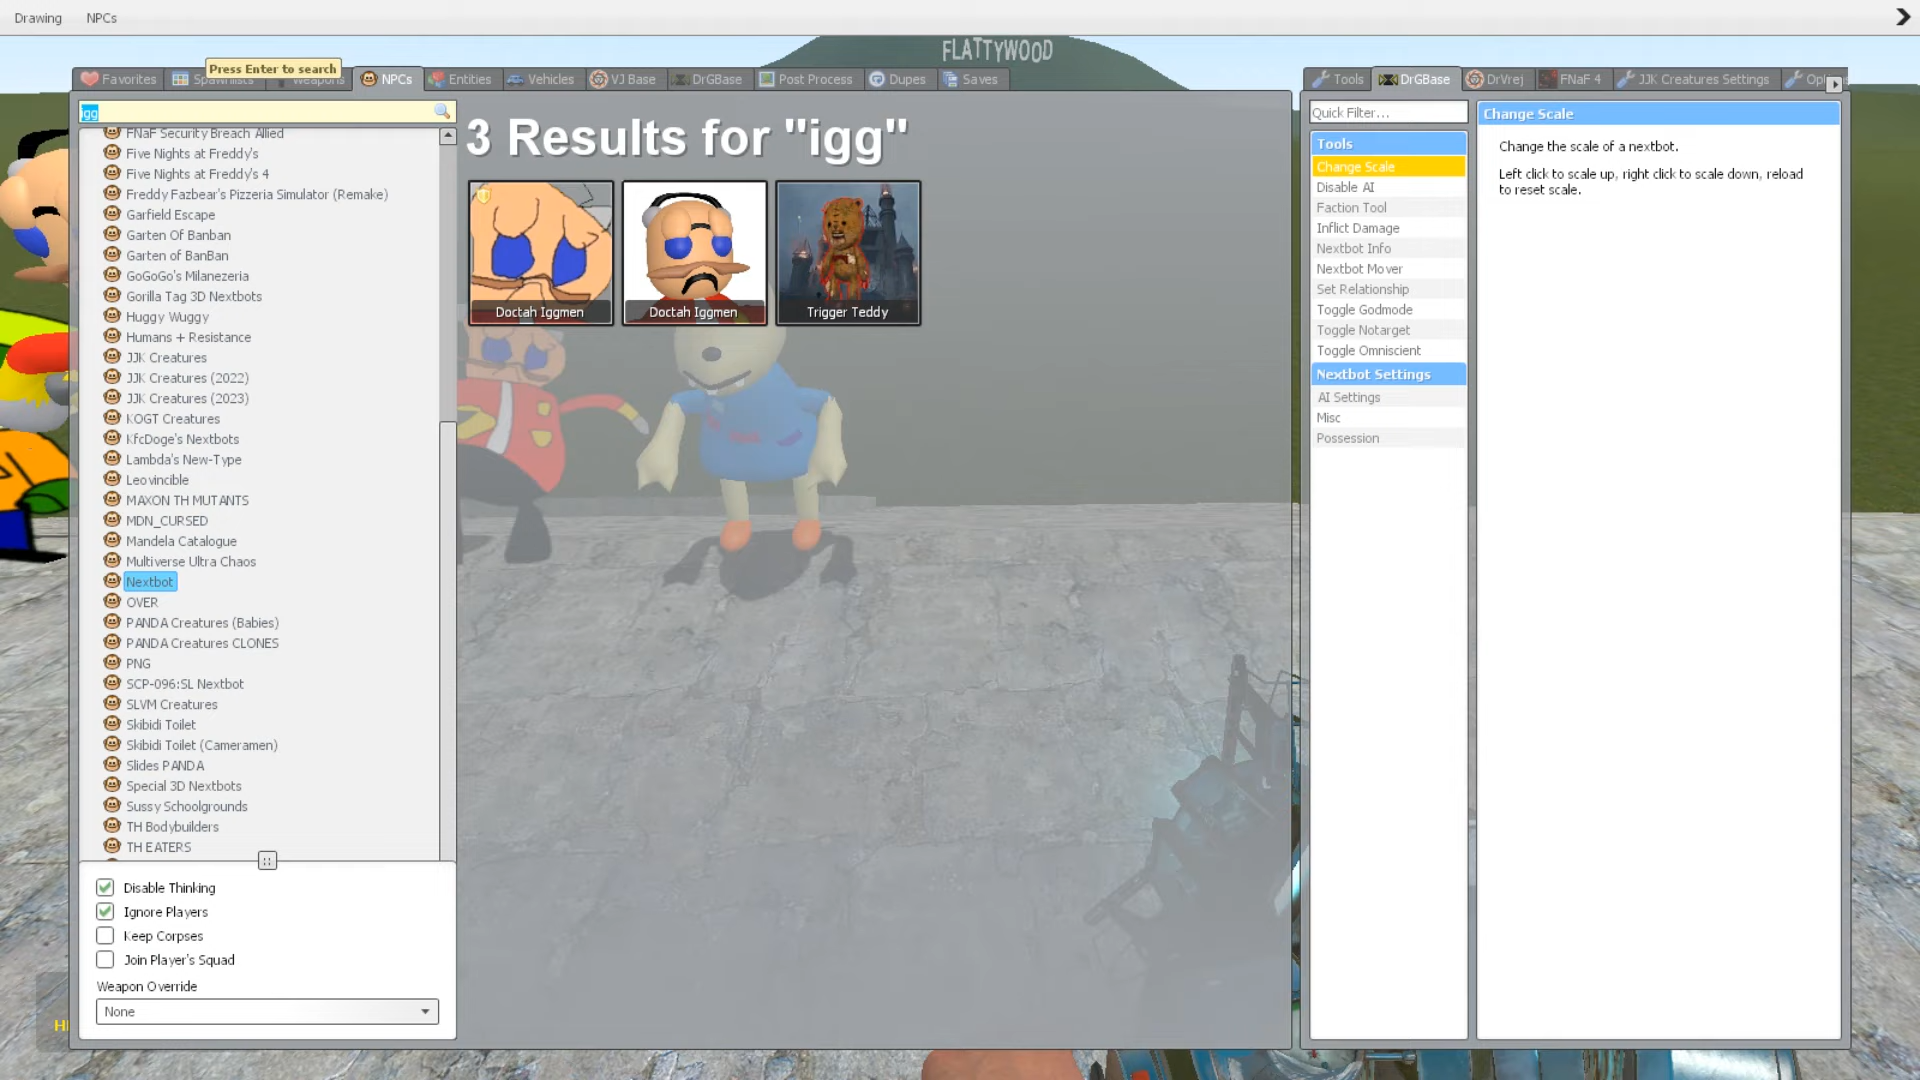 Drawing NPCs
FLATTYWOOD
Press Enter to search
Favorites Spawnlists Weapons NPCs Entities Vehicles VJ Base DrGBase Post Process Dupes Saves
Tools DrGBase DrVrej FNaF 4 JJK Creatures Settings
igg
3 Results for "igg"
FNaF Security Breach Allied
Five Nights at Freddy's
Five Nights at Freddy's 4
Freddy Fazbear's Pizzeria Simulator (Remake)
Garfield Escape
Garten Of Banban
Garten of BanBan
GoGoGo's Milanezeria
Gorilla Tag 3D Nextbots
Huggy Wuggy
Humans + Resistance
JJK Creatures
JJK Creatures (2022)
JJK Creatures (2023)
KOGT Creatures
KfcDoge's Nextbots
Lambda's New-Type
Leovincible
MAXON TH MUTANTS
MDN_CURSED
Mandela Catalogue
Multiverse Ultra Chaos
Nextbot
OVER
PANDA Creatures (Babies)
PANDA Creatures CLONES
PNG
SCP-096:SL Nextbot
SLVM Creatures
Skibidi Toilet
Skibidi Toilet (Cameramen)
Slides PANDA
Special 3D Nextbots
Sussy Schoolgrounds
TH Bodybuilders
TH EATERS
Disable Thinking
Ignore Players
Keep Corpses
Join Player's Squad
Weapon Override
None
Doctah Iggmen
Doctah Iggmen
Trigger Teddy
Quick Filter...
Tools
Change Scale
Disable AI
Faction Tool
Inflict Damage
Nextbot Info
Nextbot Mover
Set Relationship
Toggle Godmode
Toggle Notarget
Toggle Omniscient
Nextbot Settings
AI Settings
Misc
Possession
Change Scale
Change the scale of a nextbot.
Left click to scale up, right click to scale down, reload
to reset scale.